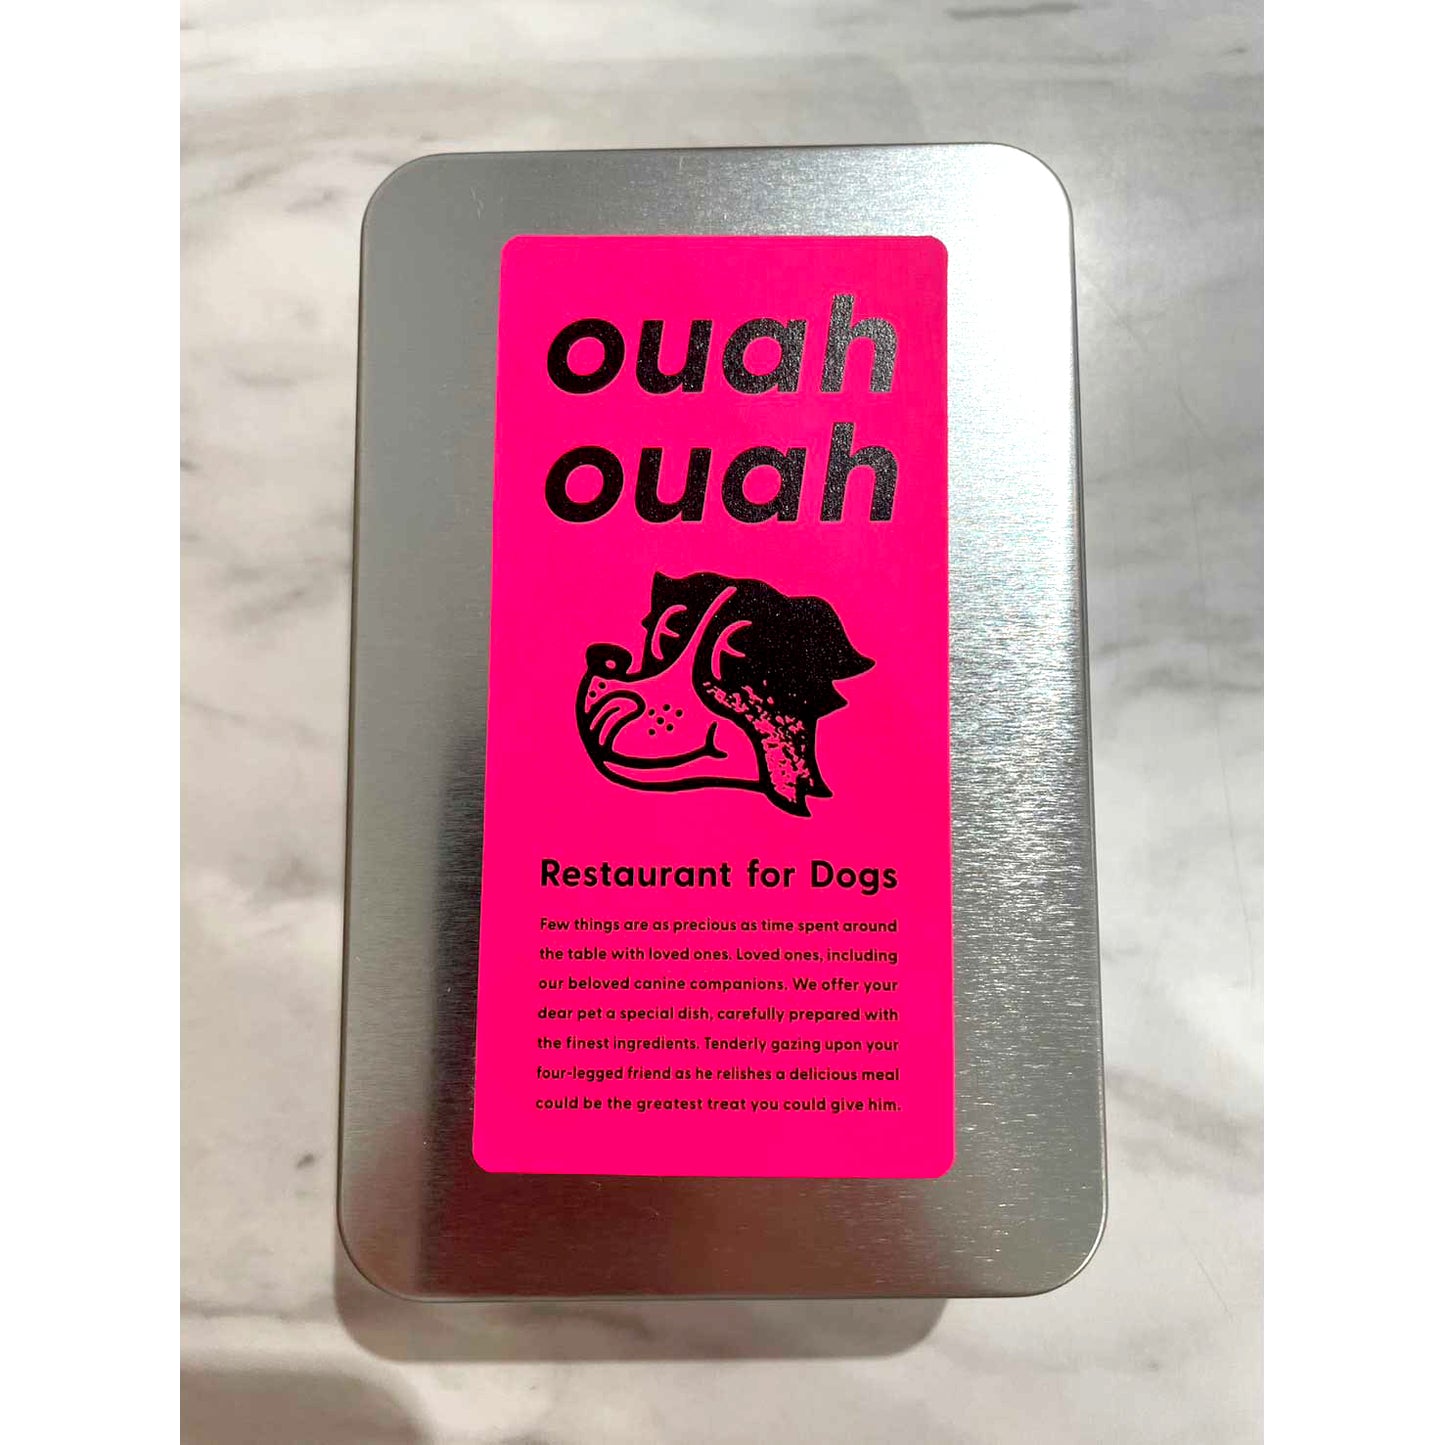 ouah
ouah
Restaurant for Dogs
Few things are as precious as time spent around
the table with loved ones. Loved ones, including
our beloved canine companions. We offer your
dear pet a special dish, carefully prepared with
the finest ingredients. Tenderly gazing upon your
four-legged friend as he relishes a delicious meal
could be the greatest treat you could give him.